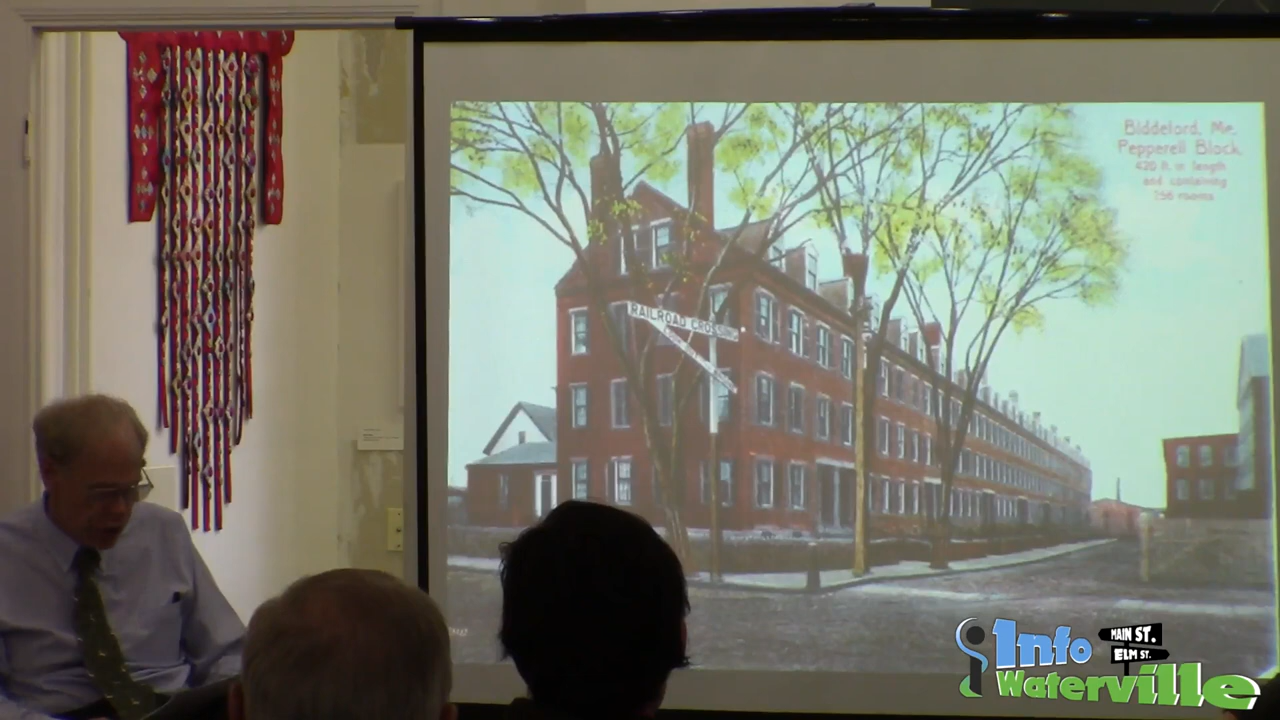 Biddeford, Me.
Pepperell Block.
420 ft. in length
and containing
256 rooms
RAILROAD CROSSING
MAIN ST.
ELM ST.
Info
Waterville